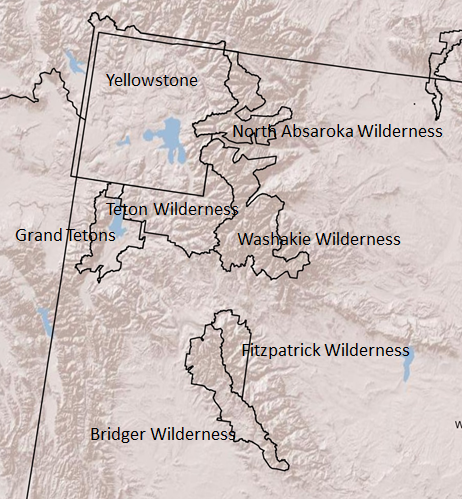 Yellowstone
North Absaroka Wilderness
Teton Wilderness
Grand Tetons
Washakie Wilderness
Fitzpatrick Wilderness
W
Bridger Wilderness